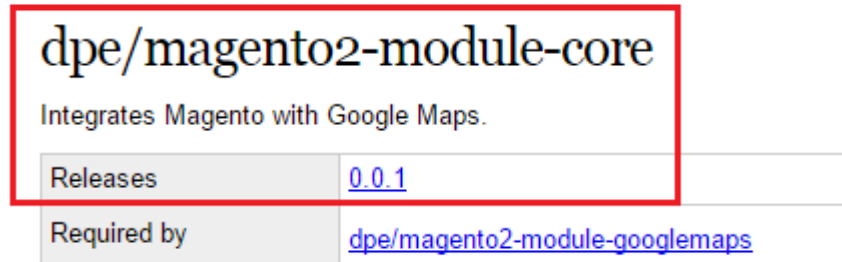 dpe/magento2-module-core
Integrates Magento with Google Maps.
Releases 0.0.1
Required by dpe/magento2-module-googlemaps